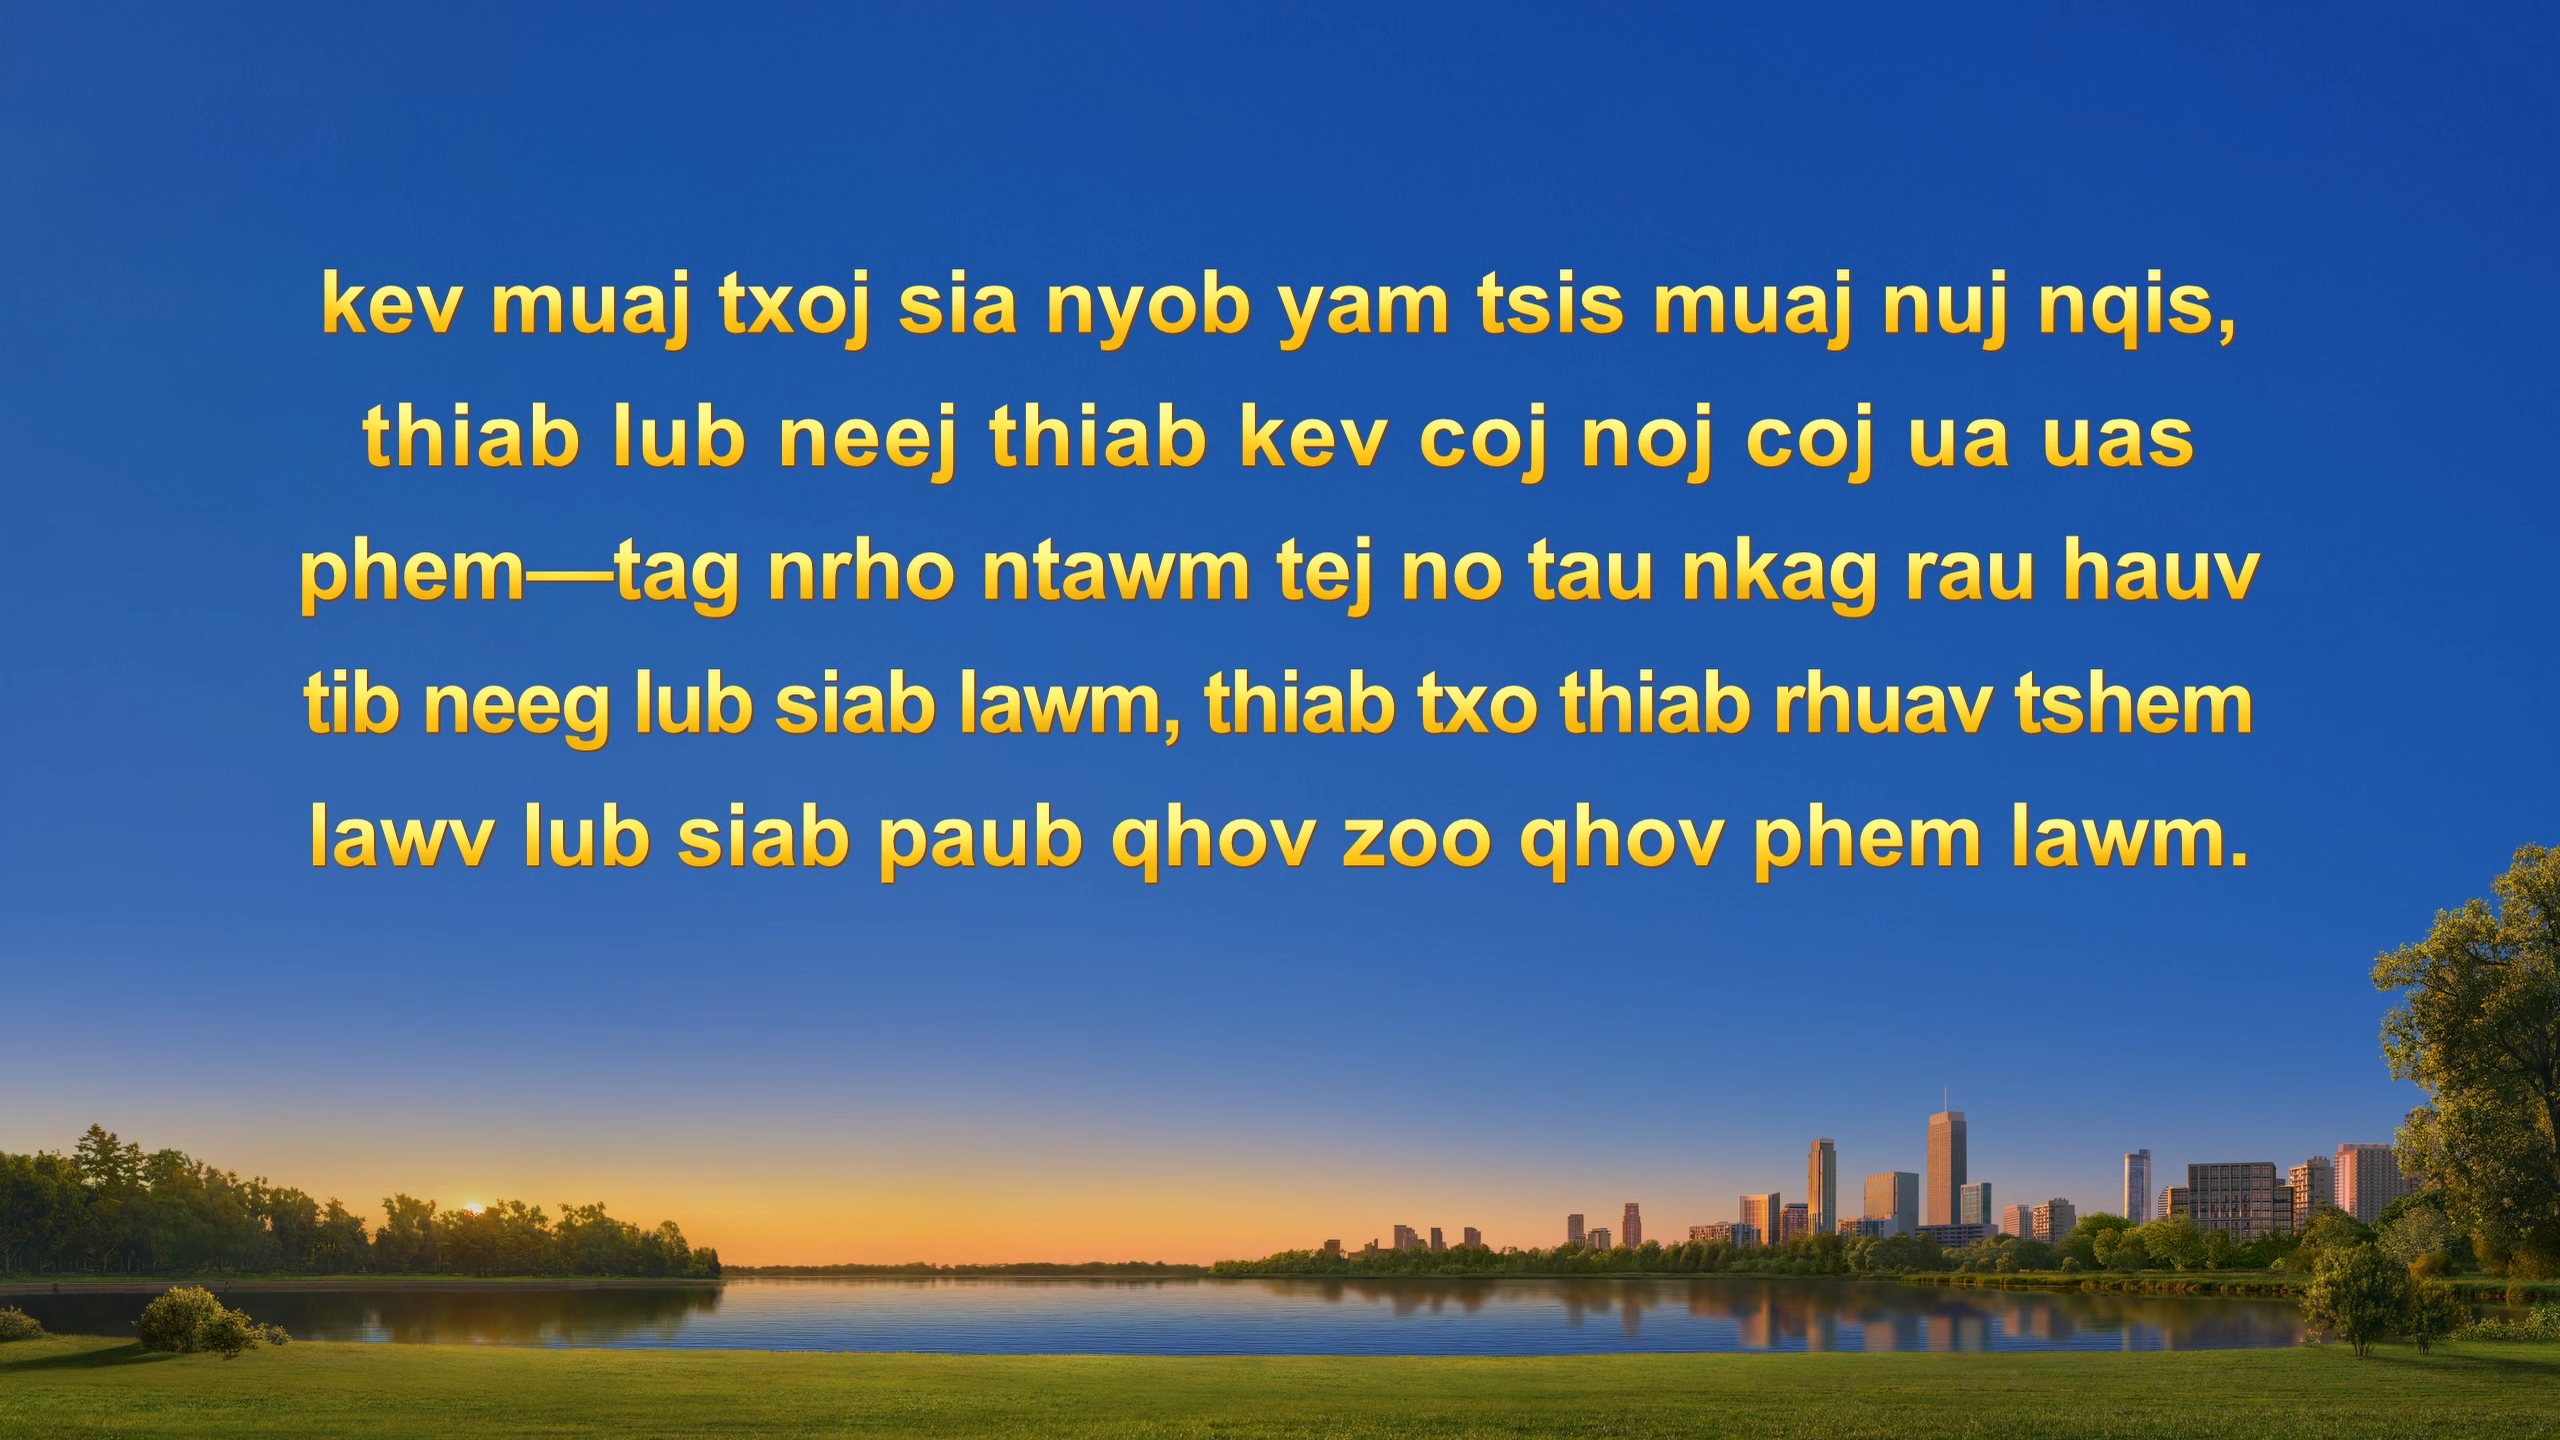 kev muaj txoj sia nyob yam tsis muaj nuj nqis,
thiab lub neej thiab kev coj noj coj ua uas
phem—tag nrho ntawm tej no tau nkag rau hauv
tib neeg lub siab lawm, thiab txo thiab rhuav tshem
lawv lub siab paub qhov zoo qhov phem lawm.